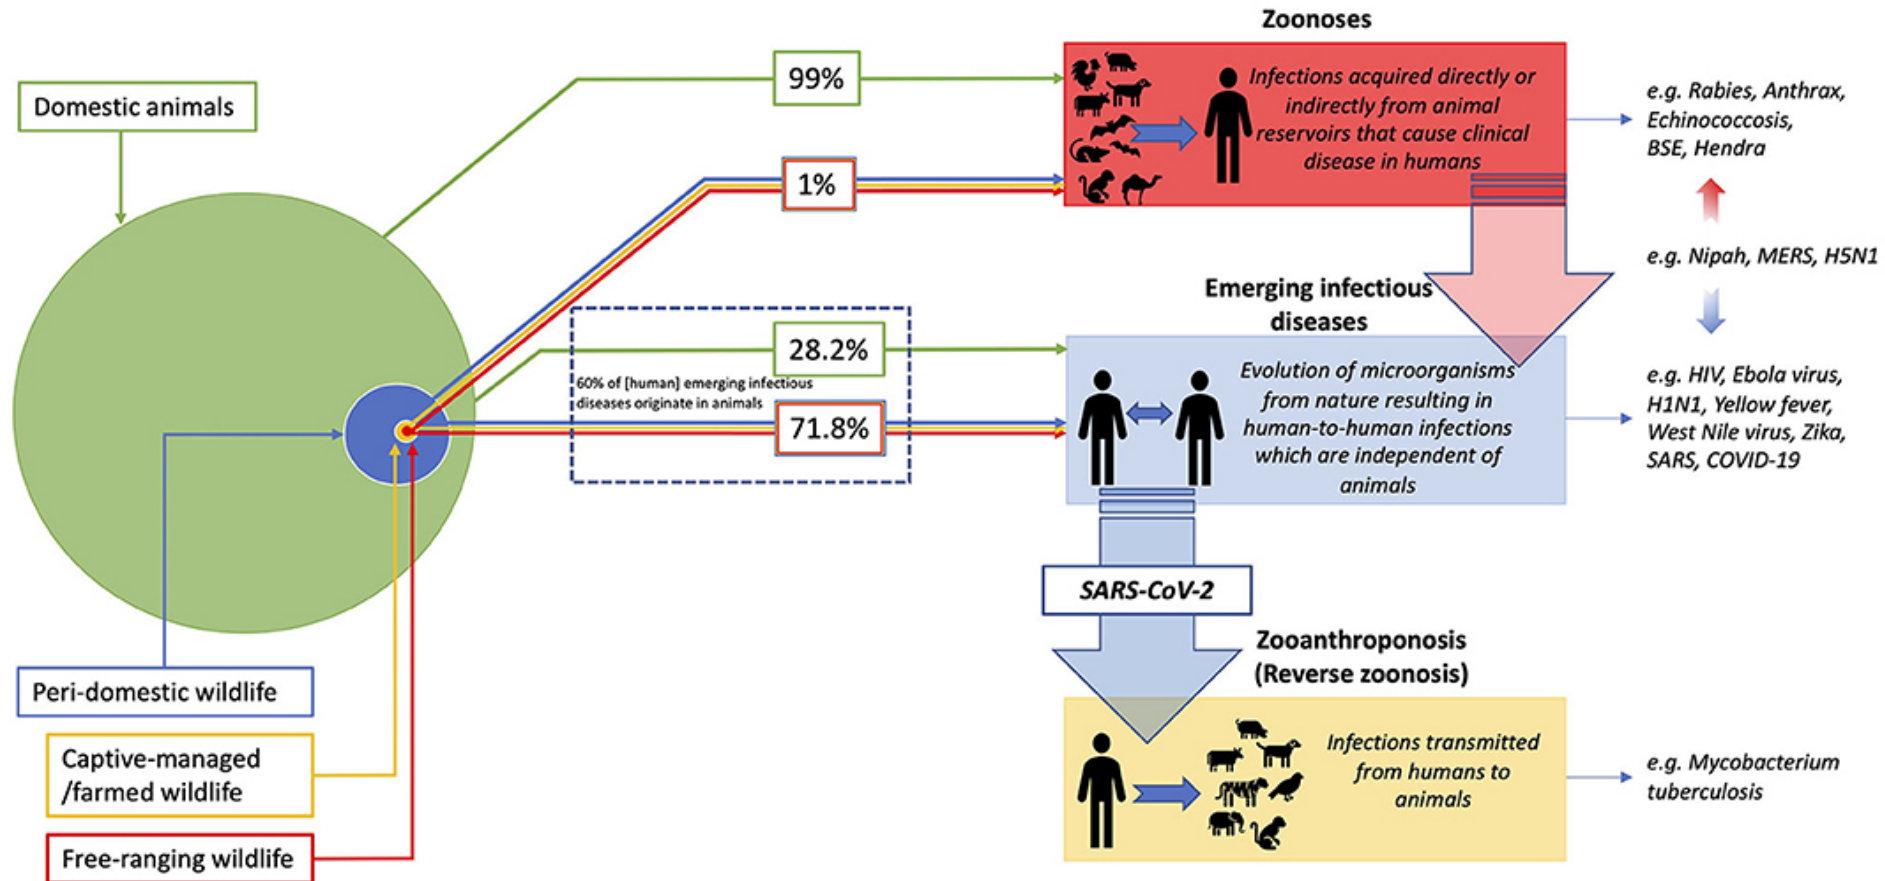 Zoonoses
Domestic animals
99%
Infections acquired directly or
indirectly from animal
reservoirs that cause clinical
disease in humans
e.g. Rabies, Anthrax,
Echinococcosis,
BSE, Hendra
1%
e.g. Nipah, MERS, H5N1
Emerging infectious
diseases
28.2%
60% of [human] emerging infectious
diseases originate in animals
71.8%
Evolution of microorganisms
from nature resulting in
human-to-human infections
which are independent of
animals
e.g. HIV, Ebola virus,
H1N1, Yellow fever,
West Nile virus, Zika,
SARS, COVID-19
SARS-CoV-2
Zooanthroponosis
(Reverse zoonosis)
Peri-domestic wildlife
Captive-managed
/farmed wildlife
Free-ranging wildlife
Infections transmitted
from humans to
animals
e.g. Mycobacterium
tuberculosis